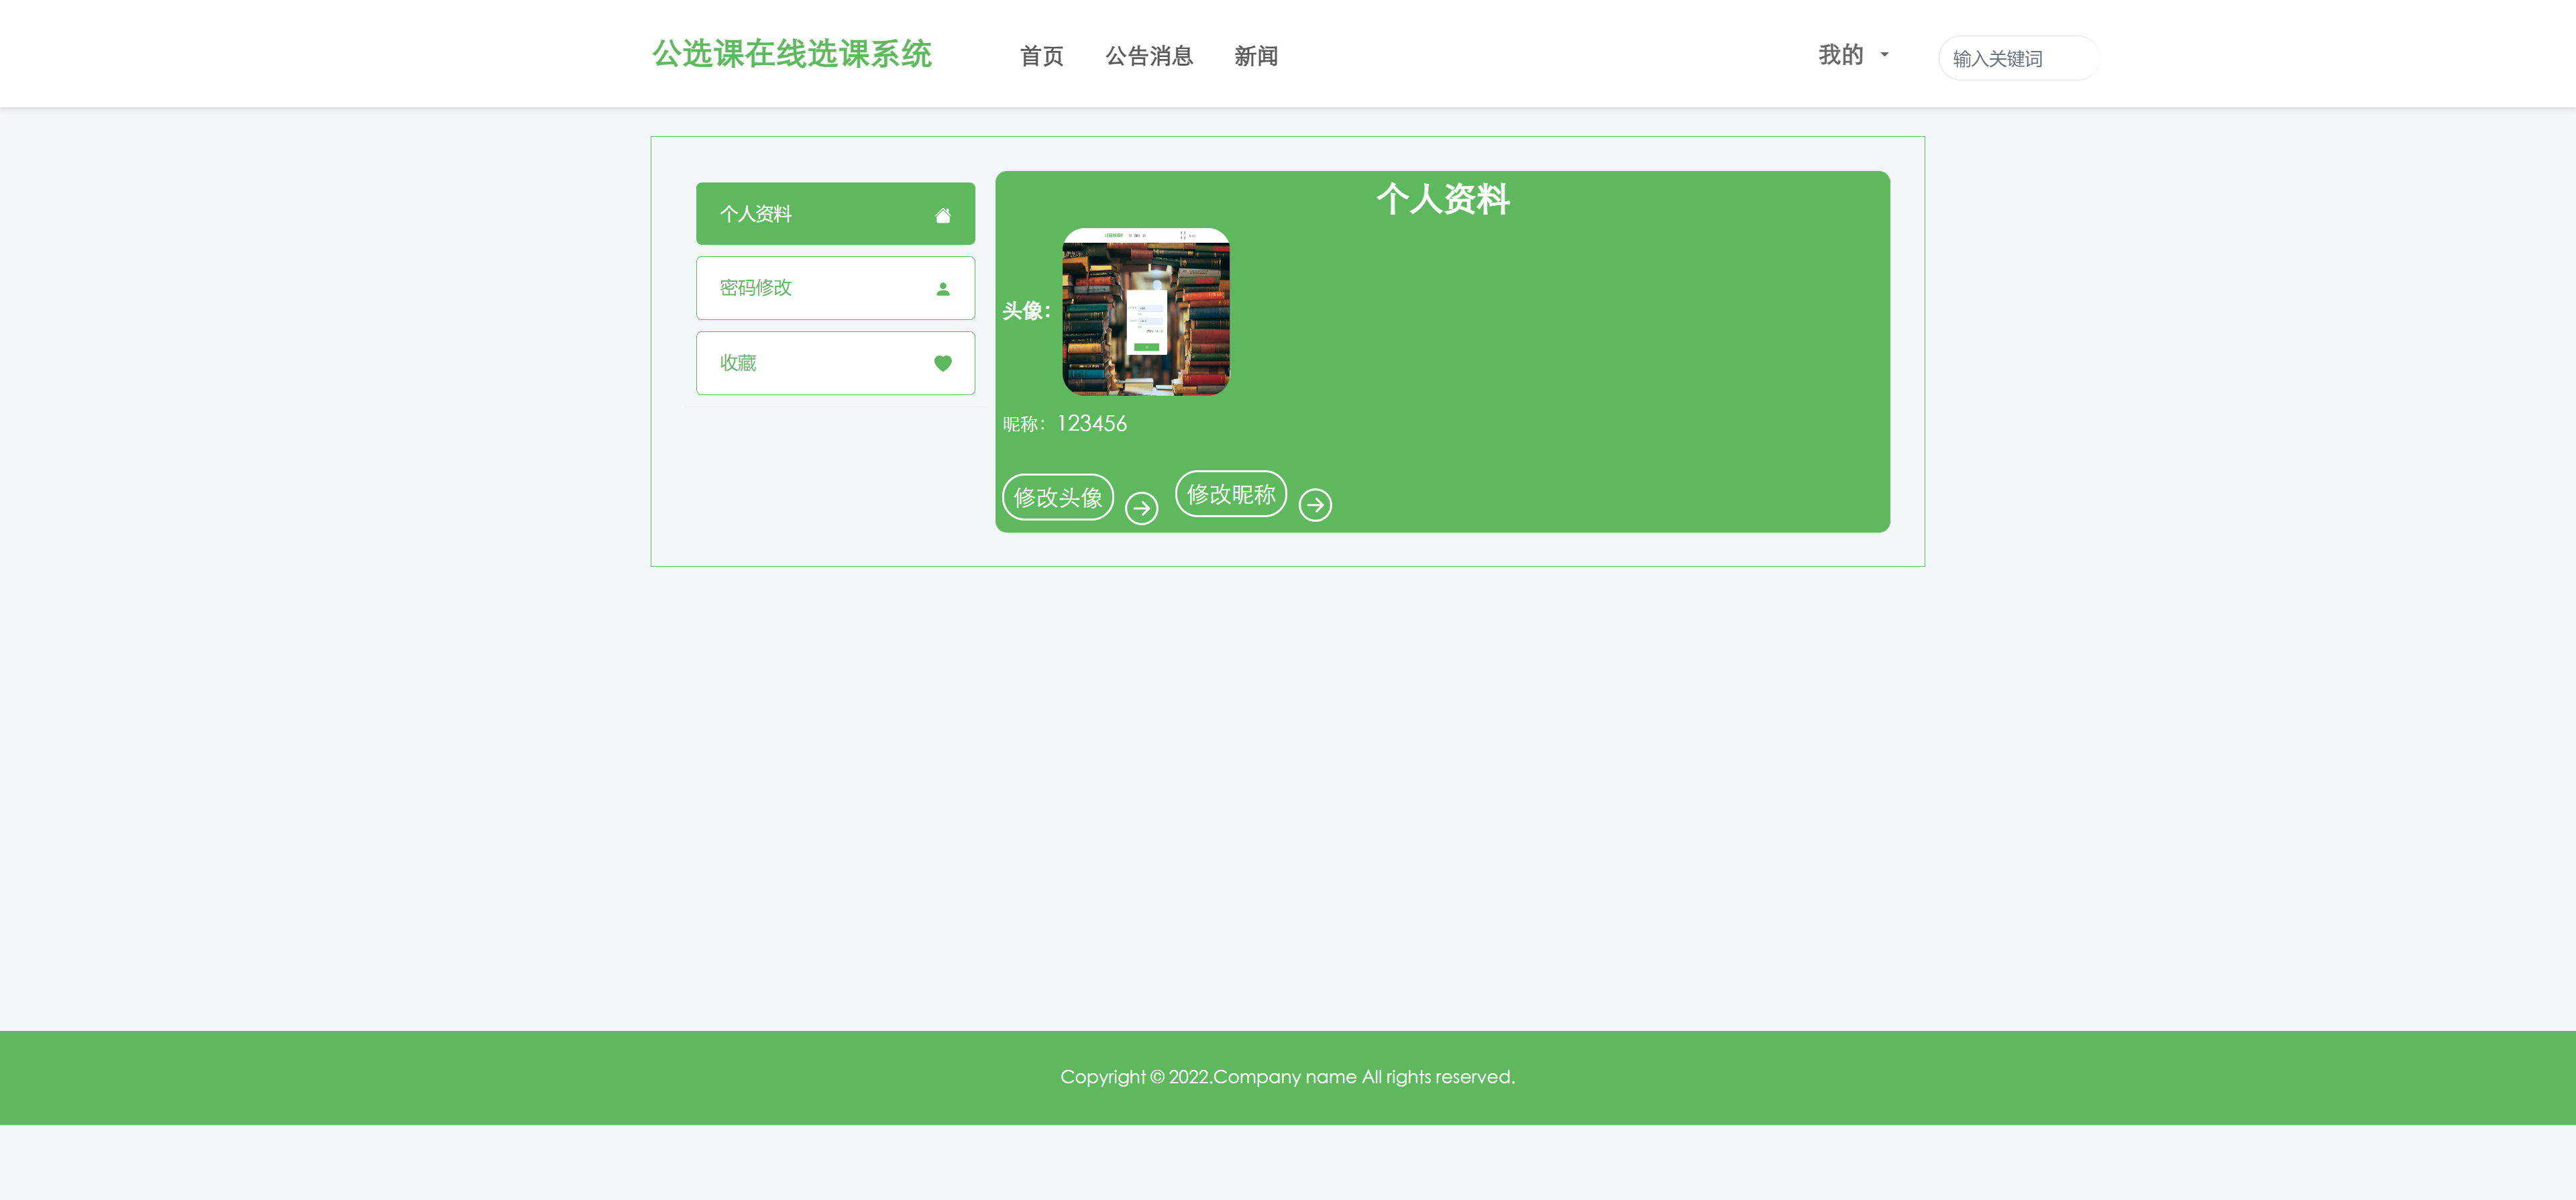 公选课在线选课系统 首页 公告消息 新闻 我的 输入关键词
个人资料
密码修改
收藏
个人资料
头像：
昵称： 123456
修改头像 修改昵称
Copyright © 2022.Company name All rights reserved.